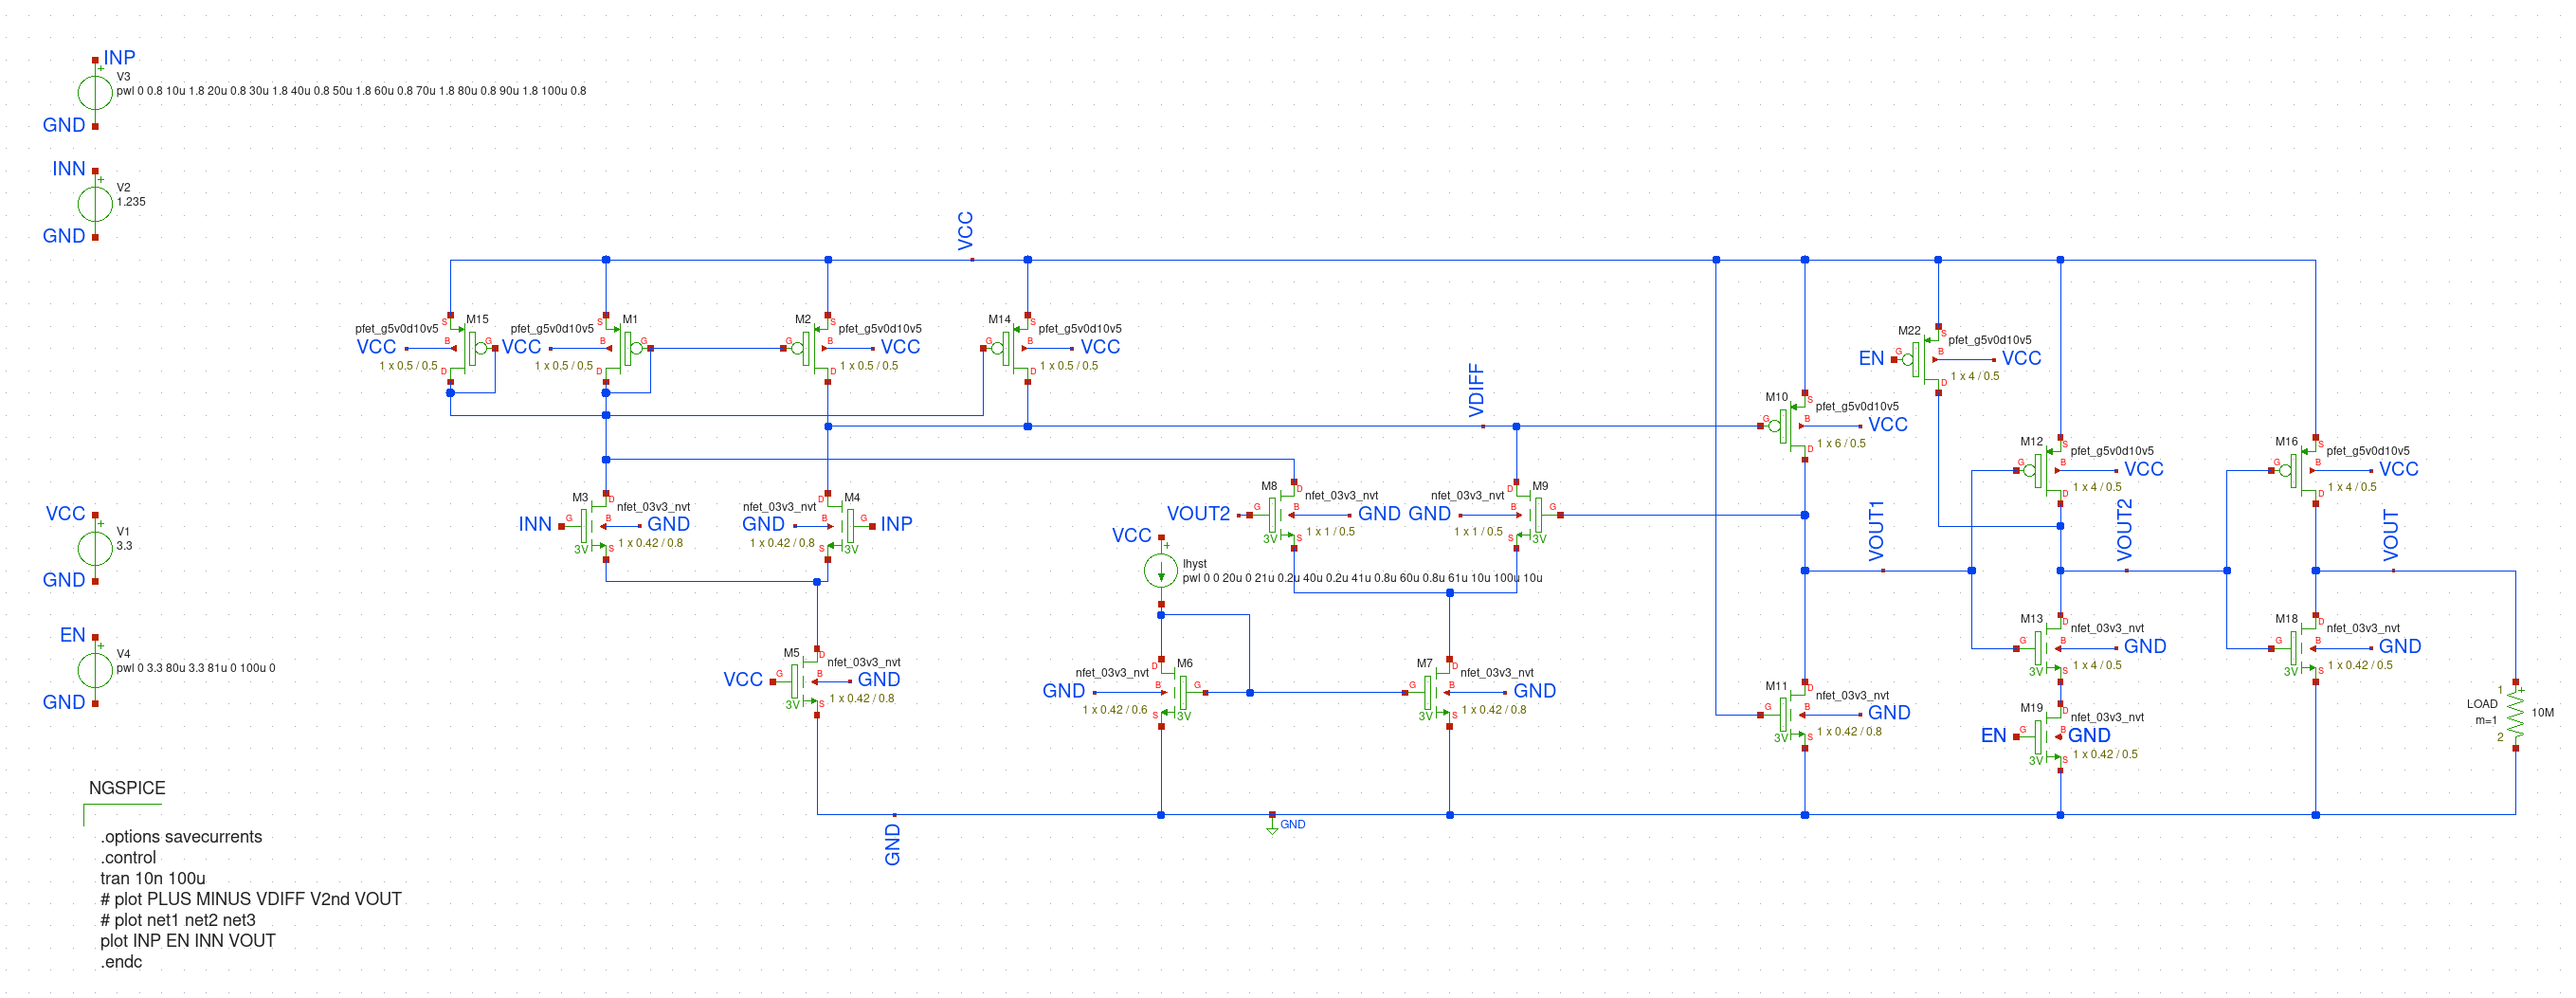 INP
V3
pwl 0 0.8 10u 1.8 20u 0.8 30u 1.8 40u 0.8 50u 1.8 60u 0.8 70u 1.8 80u 0.8 90u 1.8 100u 0.8
GND
INN
V2
1.235
GND
VCC
V1
3.3
GND
EN
V4
pwl 0 3.3 80u 3.3 81u 0 100u 0
GND
NGSPICE
.options savecurrents
.control
tran 10n 100u
# plot PLUS MINUS VDIFF V2nd VOUT
# plot net1 net2 net3
plot INP EN INN VOUT
.endc
VCC
M15
pfet_g5v0d10v5
VCC
1 x 0.5 / 0.5
S
B
G
D
M1
pfet_g5v0d10v5
VCC
1 x 0.5 / 0.5
S
B
G
D
M2
pfet_g5v0d10v5
VCC
1 x 0.5 / 0.5
S
G
B
D
M14
pfet_g5v0d10v5
VCC
1 x 0.5 / 0.5
S
G
B
D
VDIFF
M3
nfet_03v3_nvt
INN
GND
1 x 0.42 / 0.8
D
G
B
S
3V
M4
nfet_03v3_nvt
GND
INP
1 x 0.42 / 0.8
D
B
G
S
3V
M5
nfet_03v3_nvt
VCC
GND
1 x 0.42 / 0.8
D
G
B
S
3V
GND
VCC
Ihyst
pwl 0 0 20u 0 21u 0.2u 40u 0.2u 41u 0.8u 60u 0.8u 61u 10u 100u 10u
M8
nfet_03v3_nvt
VOUT2
GND
1 x 1 / 0.5
D
G
B
S
3V
M9
nfet_03v3_nvt
GND
1 x 1 / 0.5
D
B
G
S
3V
M6
nfet_03v3_nvt
GND
1 x 0.42 / 0.6
D
B
G
S
3V
M7
nfet_03v3_nvt
GND
1 x 0.42 / 0.8
D
G
B
S
3V
GND
M10
pfet_g5v0d10v5
VCC
1 x 6 / 0.5
S
G
B
D
M11
nfet_03v3_nvt
GND
1 x 0.42 / 0.8
D
G
B
S
3V
VOUT1
M22
pfet_g5v0d10v5
EN
VCC
1 x 4 / 0.5
S
G
B
D
M12
pfet_g5v0d10v5
VCC
1 x 4 / 0.5
S
G
B
D
VOUT2
M13
nfet_03v3_nvt
GND
1 x 4 / 0.5
D
G
B
S
3V
M19
nfet_03v3_nvt
EN
GND
1 x 0.42 / 0.5
D
G
B
S
3V
M16
pfet_g5v0d10v5
VCC
1 x 4 / 0.5
S
G
B
D
VOUT
M18
nfet_03v3_nvt
GND
1 x 0.42 / 0.5
D
G
B
S
3V
1
LOAD
10M
m=1
2